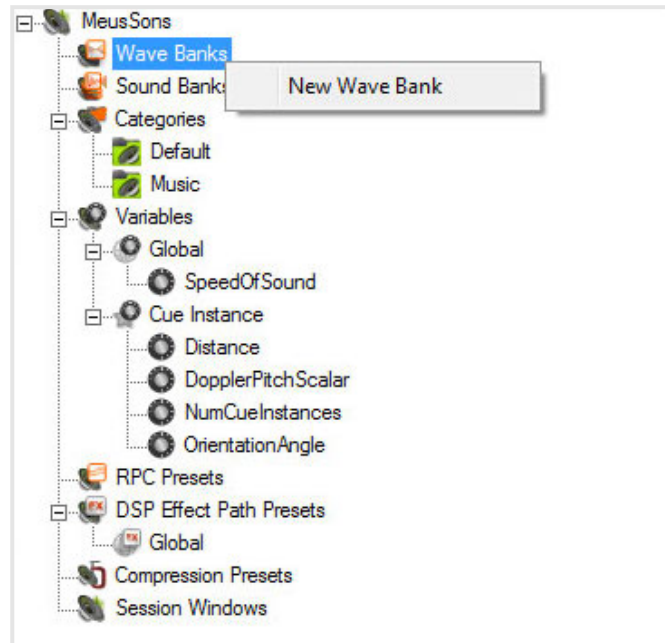 MeusSons
Wave Banks
Sound Banks
New Wave Bank
Categories
Default
Music
Variables
Global
SpeedOfSound
Cue Instance
Distance
DopplerPitchScalar
NumCueInstances
OrientationAngle
RPC Presets
DSP Effect Path Presets
Global
Compression Presets
Session Windows